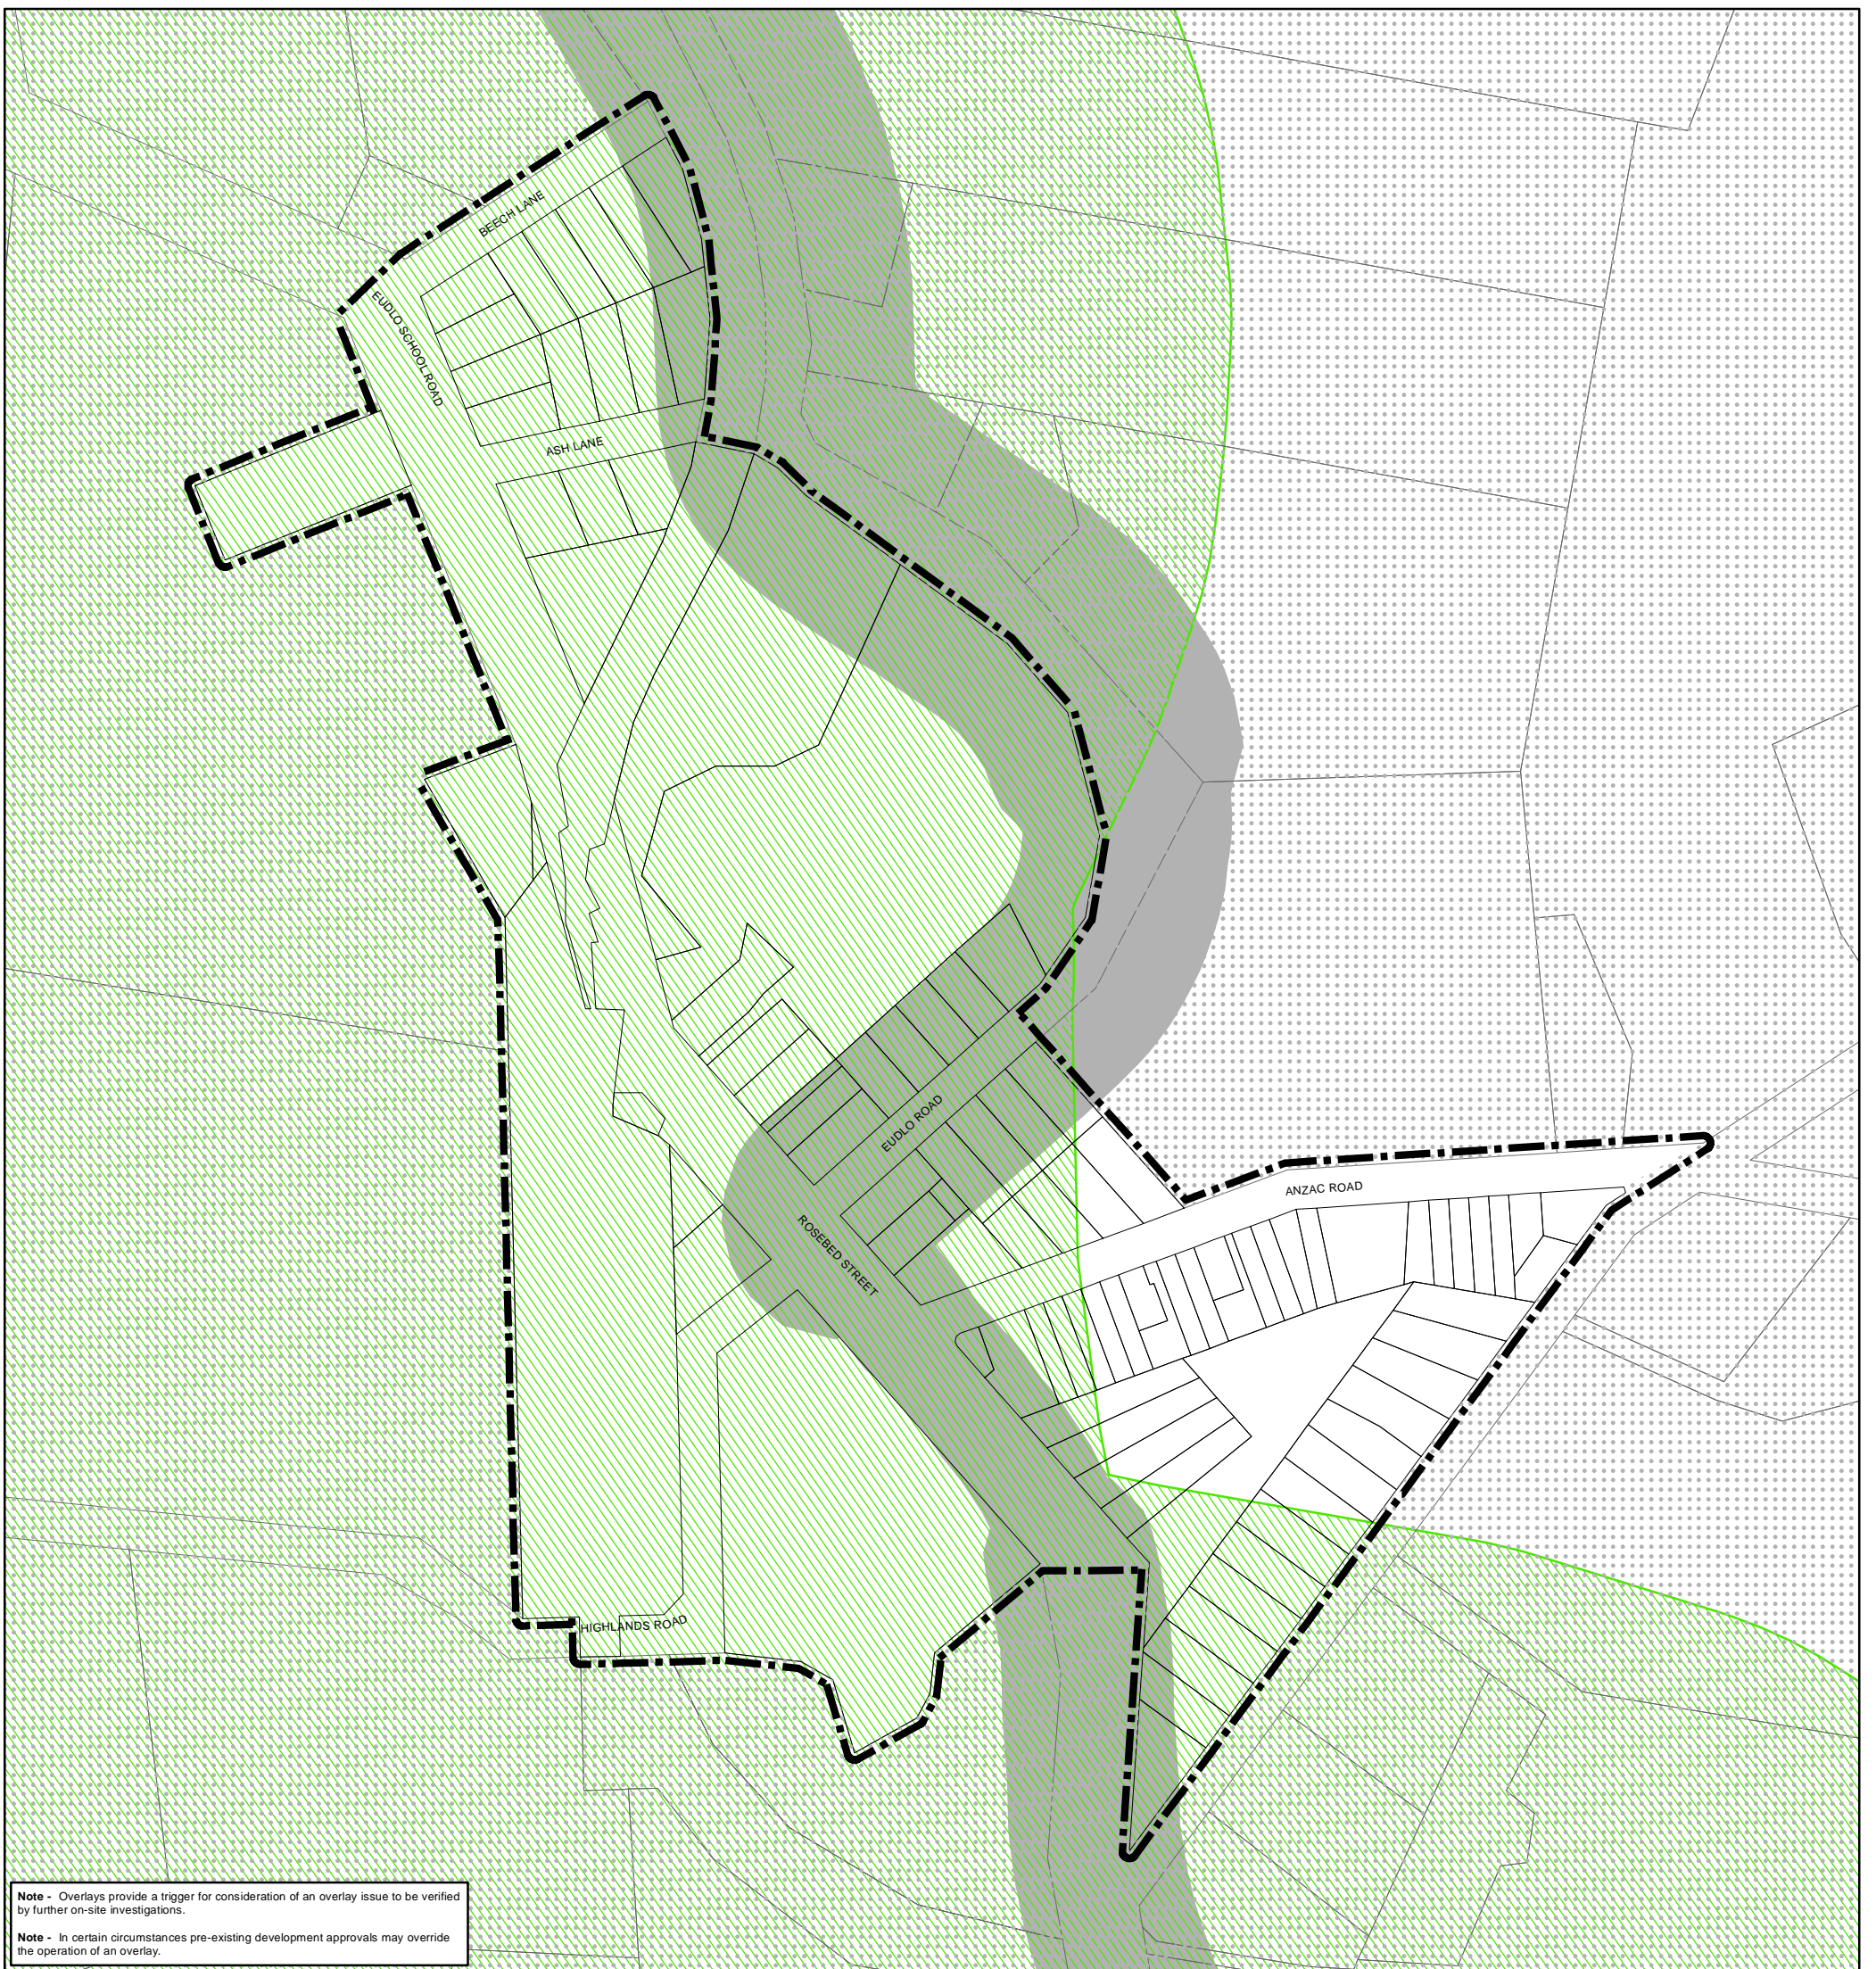 BEECH LANE
EUDLO SCHOOL ROAD
ASH LANE
EUDLO ROAD
ANZAC ROAD
ROSEBED STREET
HIGHLANDS ROAD
Note - Overlays provide a trigger for consideration of an overlay issue to be verified
by further on-site investigations.
Note - In certain circumstances pre-existing development approvals may override
the operation of an overlay.